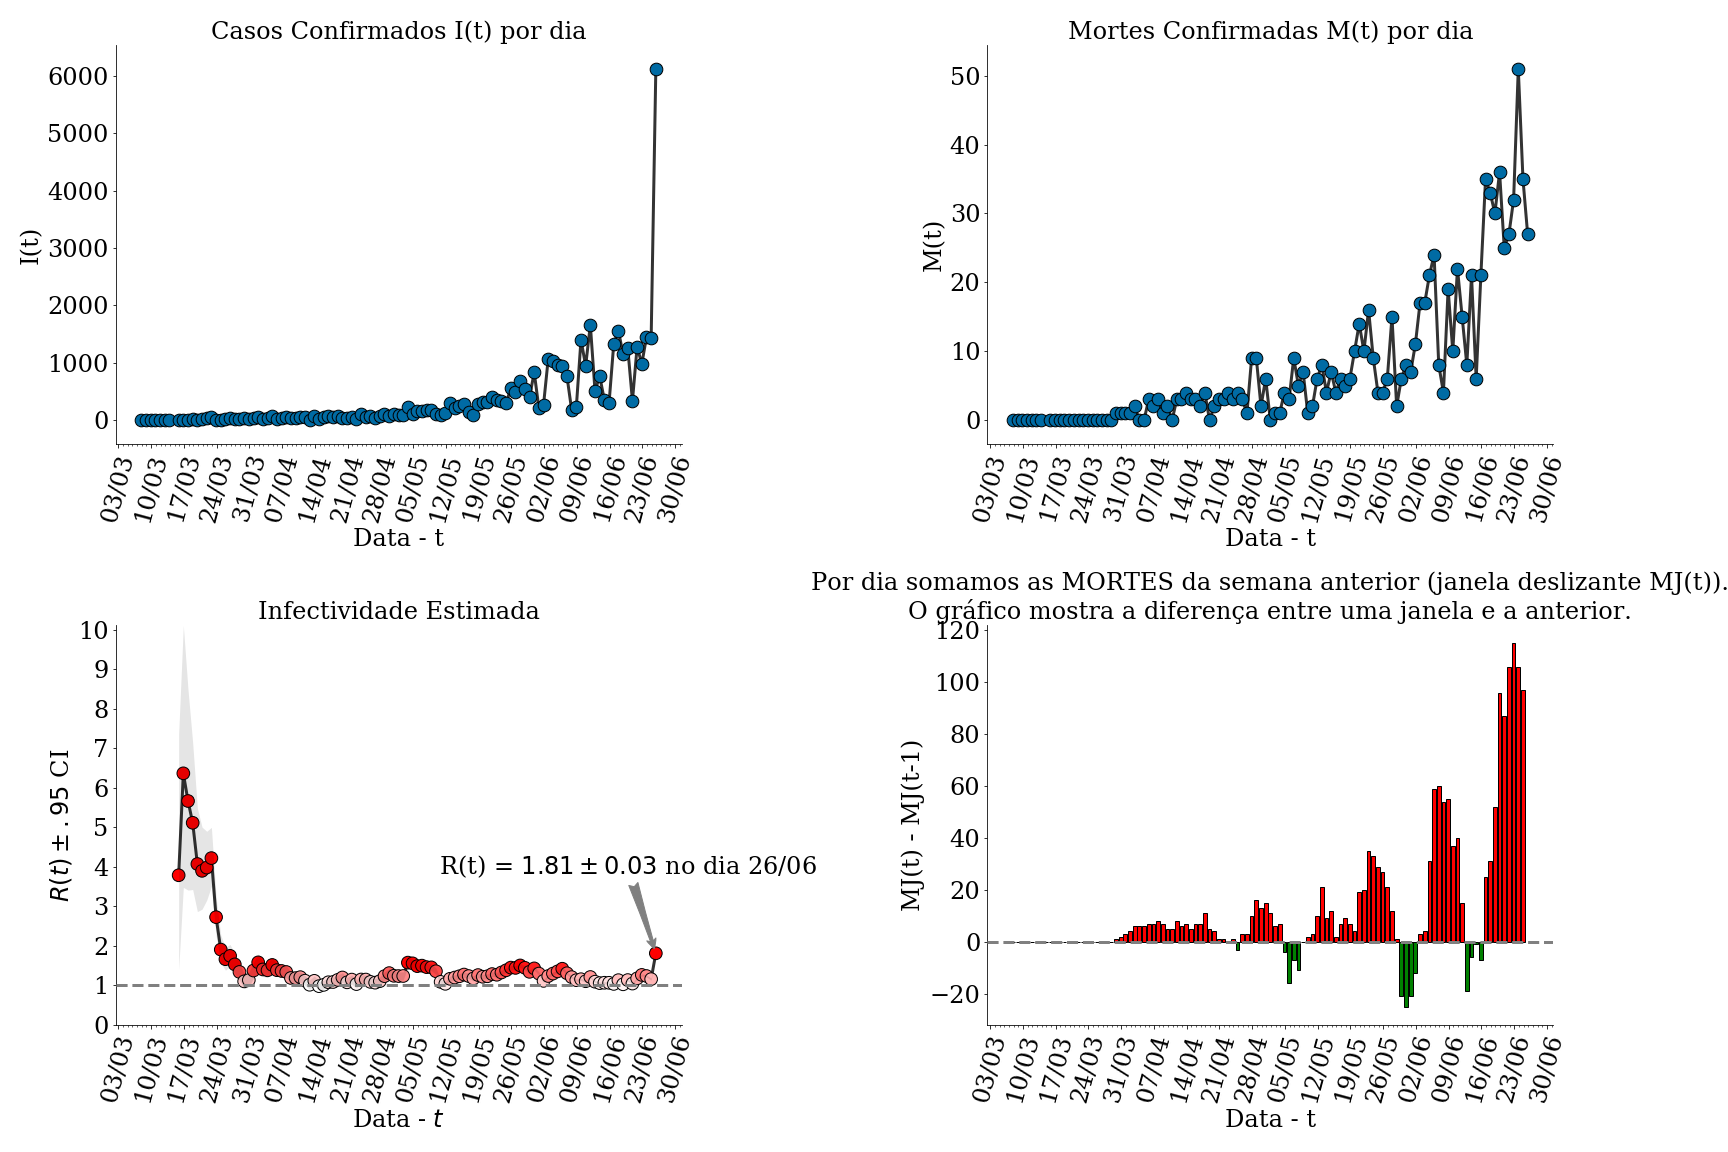 Casos Confirmados I(t) por dia
6000
5000
4000
3000
2000
1000
0
I(t)
03/03 10/03 17/03 24/03 31/03 07/04 14/04 21/04 28/04 05/05 12/05 19/05 26/05 02/06 09/06 16/06 23/06 30/06
Data - t
Mortes Confirmadas M(t) por dia
50
40
30
20
10
0
M(t)
03/03 10/03 17/03 24/03 31/03 07/04 14/04 21/04 28/04 05/05 12/05 19/05 26/05 02/06 09/06 16/06 23/06 30/06
Data - t
Infectividade Estimada
10
9
8
7
6
5
4
3
2
1
0
R(t) ± .95 CI
R(t) = 1.81 ± 0.03 no dia 26/06
03/03 10/03 17/03 24/03 31/03 07/04 14/04 21/04 28/04 05/05 12/05 19/05 26/05 02/06 09/06 16/06 23/06 30/06
Data - t
Por dia somamos as MORTES da semana anterior (janela deslizante MJ(t)).
O gráfico mostra a diferença entre uma janela e a anterior.
120
100
80
60
40
20
0
−20
MJ(t) - MJ(t-1)
03/03 10/03 17/03 24/03 31/03 07/04 14/04 21/04 28/04 05/05 12/05 19/05 26/05 02/06 09/06 16/06 23/06 30/06
Data - t